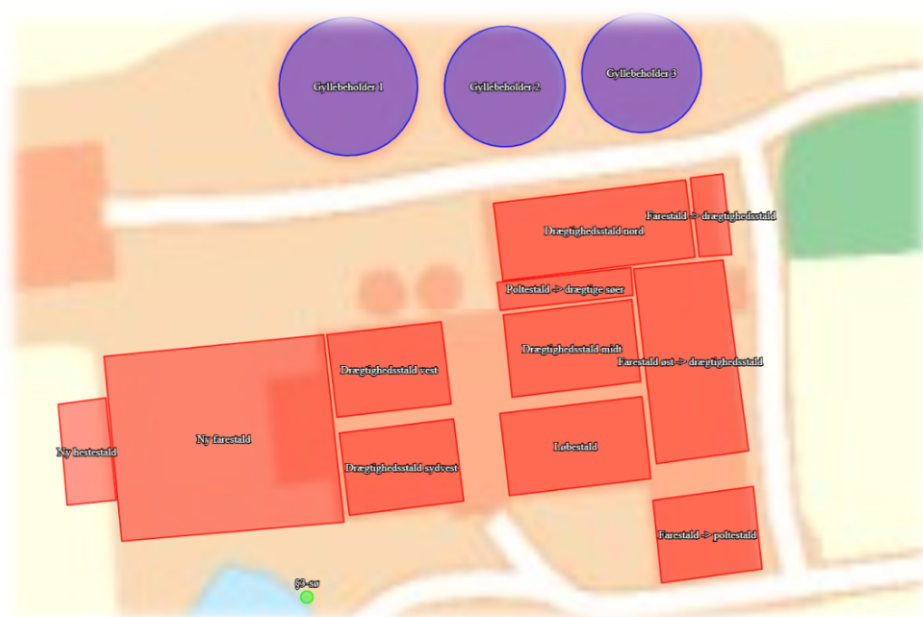 Gyllebeholder 1
Gyllebeholder 2
Gyllebeholder 3
Farestald -> drægtighedsstald
Drægtighedsstald nord
Poltestald -> drægtige søer
Drægtighedsstald midt
Farestald øst -> drægtighedsstald
Drægtighedsstald vest
Ny farestald
Løbestald
Ny hestestald
Drægtighedsstald sydvest
Farestald -> poltestald
§3-sø